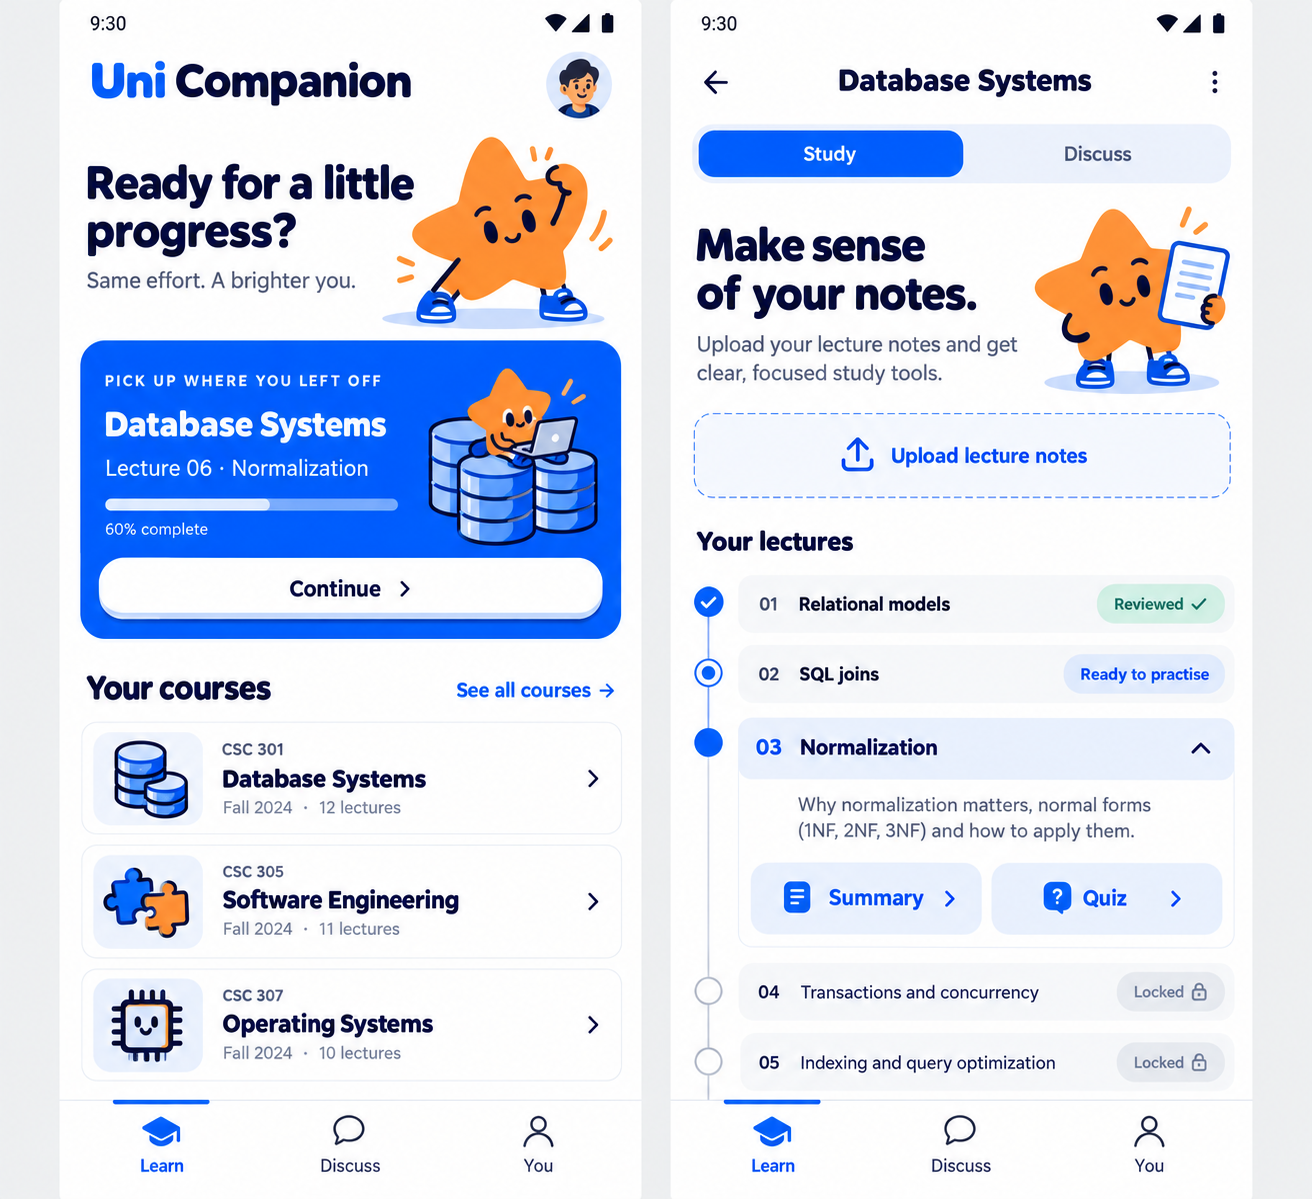 9:30
Uni Companion
Ready for a little
progress?
Same effort. A brighter you.
PICK UP WHERE YOU LEFT OFF
Database Systems
Lecture 06 · Normalization
60% complete
Continue
Your courses
See all courses →
CSC 301
Database Systems
Fall 2024 · 12 lectures
CSC 305
Software Engineering
Fall 2024 · 11 lectures
CSC 307
Operating Systems
Fall 2024 · 10 lectures
Learn
Discuss
You
9:30
Database Systems
Study
Discuss
Make sense
of your notes.
Upload your lecture notes and get
clear, focused study tools.
Upload lecture notes
Your lectures
01 Relational models Reviewed ✓
02 SQL joins Ready to practise
03 Normalization
Why normalization matters, normal forms
(1NF, 2NF, 3NF) and how to apply them.
Summary
? Quiz
04 Transactions and concurrency Locked
05 Indexing and query optimization Locked
Learn
Discuss
You